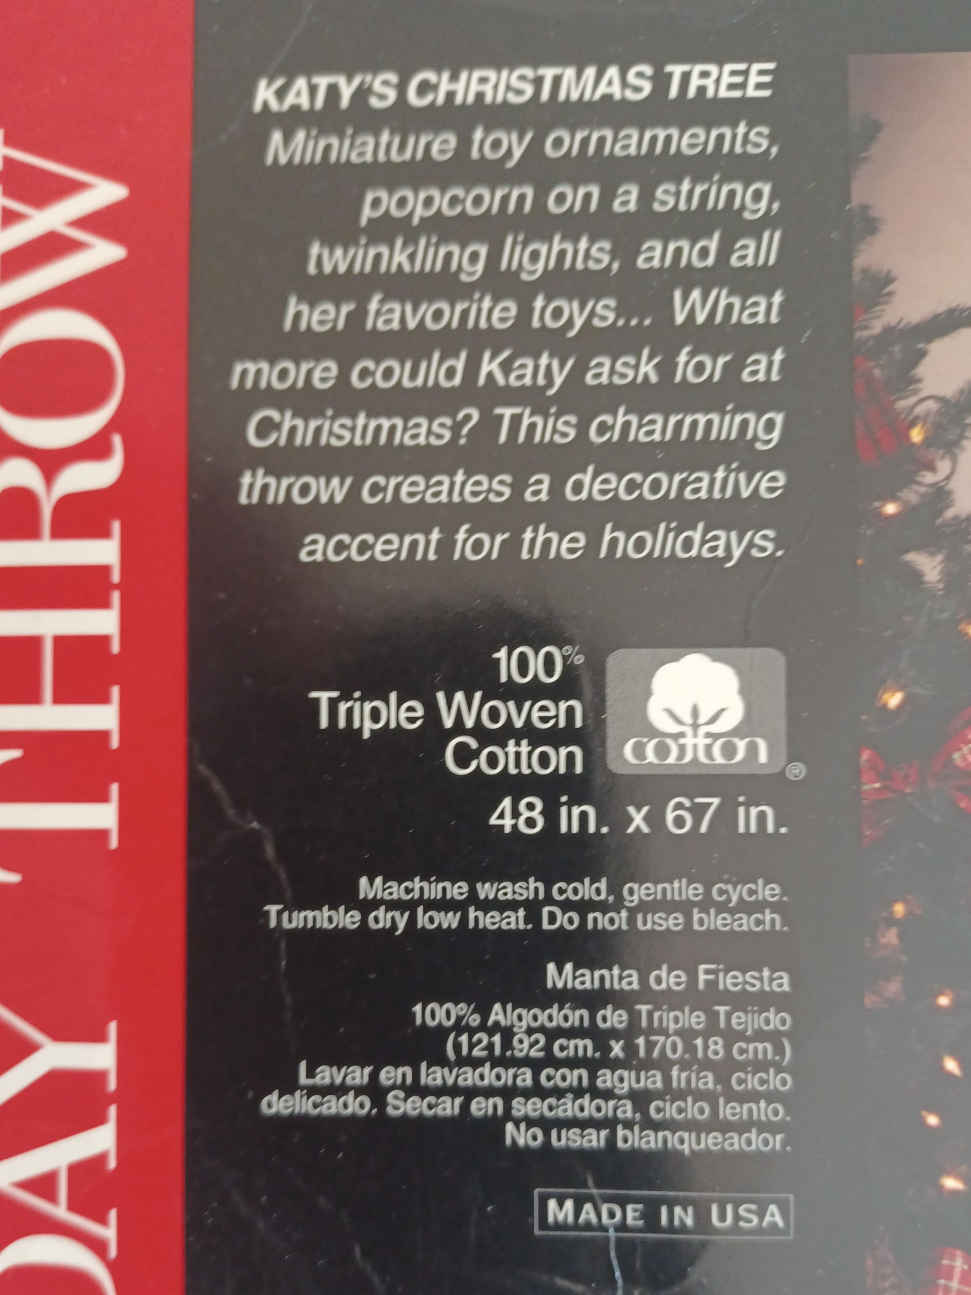 KATY'S CHRISTMAS TREE
Miniature toy ornaments,
popcorn on a string,
twinkling lights, and all
her favorite toys... What
more could Katy ask for at
Christmas? This charming
throw creates a decorative
accent for the holidays.
100%
Triple Woven
Cotton
cotton
®
48 in. x 67 in.
Machine wash cold, gentle cycle.
Tumble dry low heat. Do not use bleach.
Manta de Fiesta
100% Algodón de Triple Tejido
(121.92 cm. x 170.18 cm.)
Lavar en lavadora con agua fría, ciclo
delicado. Secar en secadora, ciclo lento.
No usar blanqueador.
MADE IN USA
DAY THROW